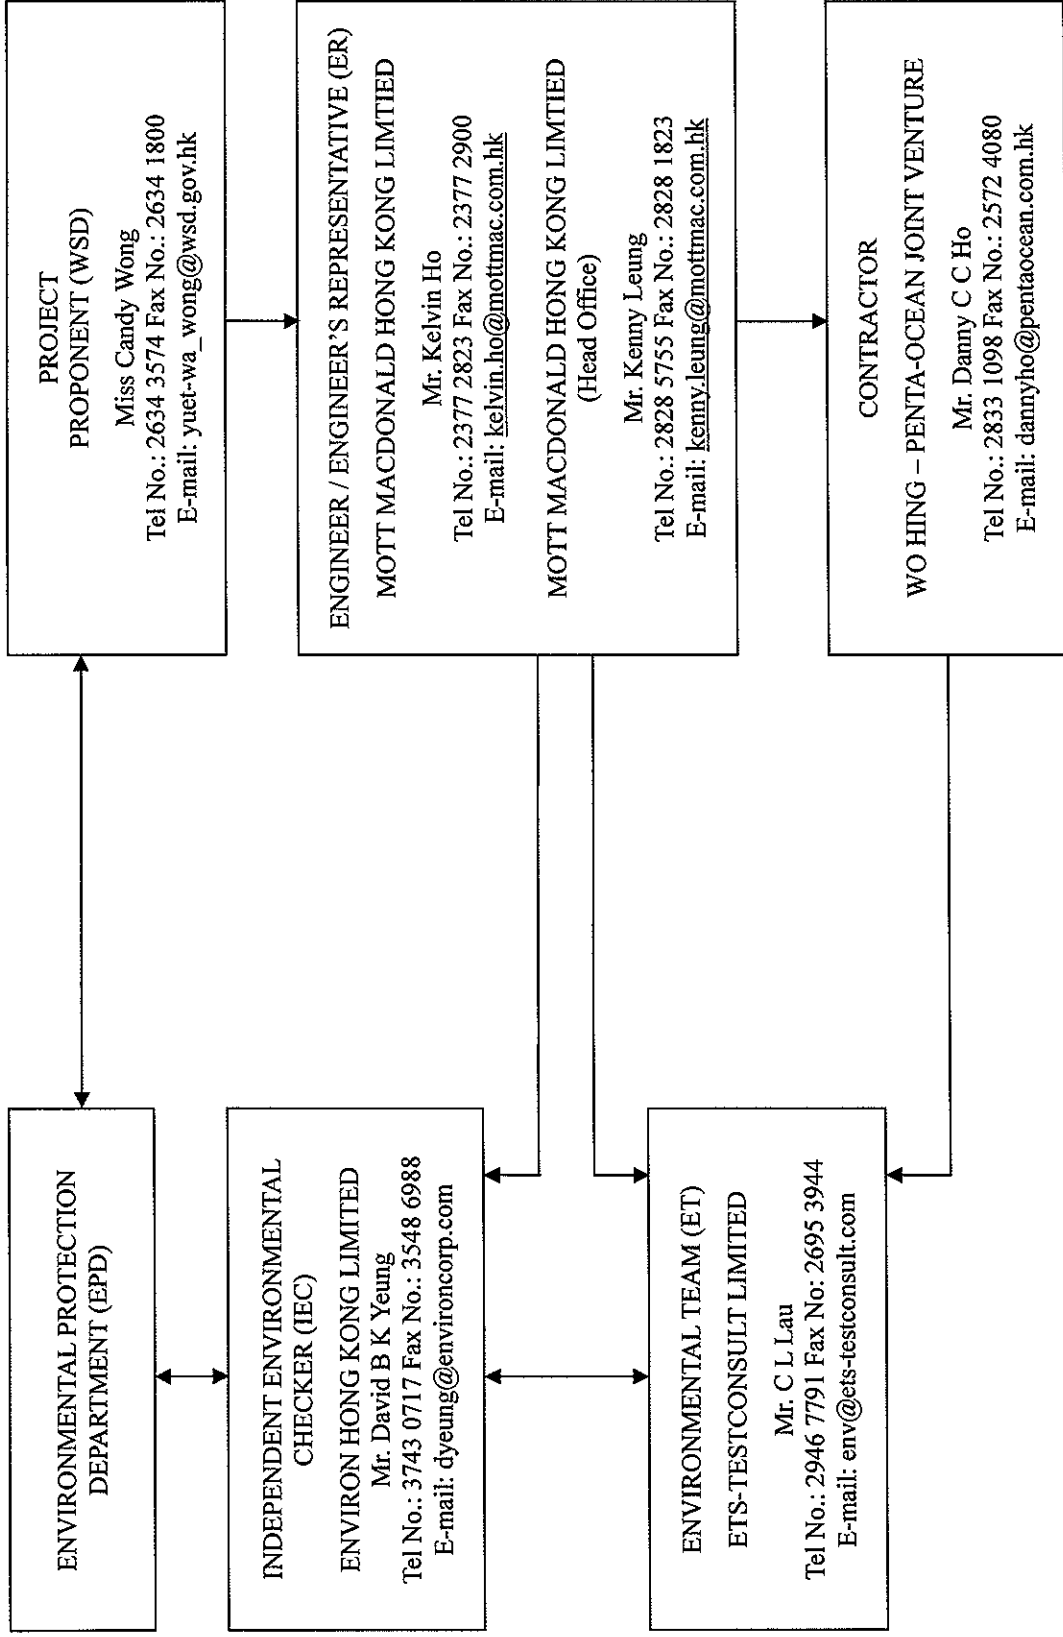 ENVIRONMENTAL PROTECTION
DEPARTMENT (EPD)
PROJECT
PROPONENT (WSD)
Miss Candy Wong
Tel No.: 2634 3574 Fax No.: 2634 1800
E-mail: yuet-wa_wong@wsd.gov.hk
INDEPENDENT ENVIRONMENTAL
CHECKER (IEC)
ENVIRON HONG KONG LIMITED
Mr. David B K Yeung
Tel No.: 3743 0717 Fax No.: 3548 6988
E-mail: dyeung@environcorp.com
ENGINEER / ENGINEER'S REPRESENTATIVE (ER)
MOTT MACDONALD HONG KONG LIMTIED
Mr. Kelvin Ho
Tel No.: 2377 2823 Fax No.: 2377 2900
E-mail: kelvin.ho@mottmac.com.hk
MOTT MACDONALD HONG KONG LIMTIED
(Head Office)
Mr. Kenny Leung
Tel No.: 2828 5755 Fax No.: 2828 1823
E-mail: kenny.leung@mottmac.com.hk
ENVIRONMENTAL TEAM (ET)
ETS-TESTCONSULT LIMITED
Mr. C L Lau
Tel No.: 2946 7791 Fax No: 2695 3944
E-mail: env@ets-testconsult.com
CONTRACTOR
WO HING – PENTA-OCEAN JOINT VENTURE
Mr. Danny C C Ho
Tel No.: 2833 1098 Fax No.: 2572 4080
E-mail: dannyho@pentaocean.com.hk